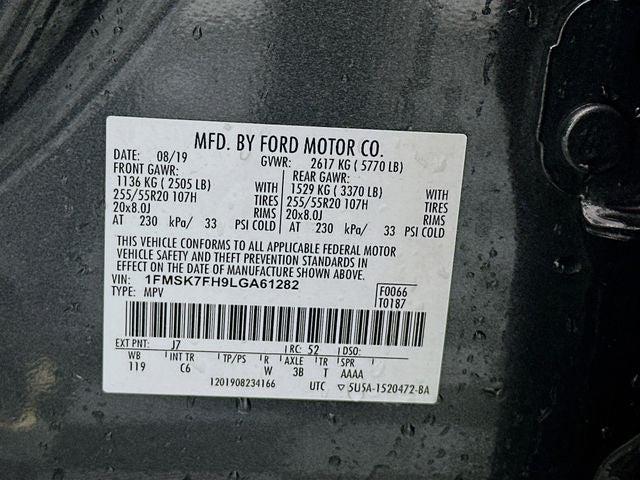 MFD. BY FORD MOTOR CO.
DATE: 08/19 GVWR: 2617 KG ( 5770 LB)
FRONT GAWR: REAR GAWR:
1136 KG ( 2505 LB) WITH 1529 KG ( 3370 LB) WITH
255/55R20 107H TIRES 255/55R20 107H TIRES
20x8.0J RIMS 20x8.0J RIMS
AT 230 kPa/ 33 PSI COLD AT 230 kPa/ 33 PSI COLD
THIS VEHICLE CONFORMS TO ALL APPLICABLE FEDERAL MOTOR
VEHICLE SAFETY AND THEFT PREVENTION STANDARDS IN
EFFECT ON THE DATE OF MANUFACTURE SHOWN ABOVE.
VIN: 1FMSK7FH9LGA61282 F0066
TYPE: MPV T0187
EXT PNT: J7 RC: 52 DSO:
WB INT TR TP/PS R AXLE TR SPR
119 C6 W 3B T AAAA
1201908234166 UTC ▽ 5U5A-1520472-BA